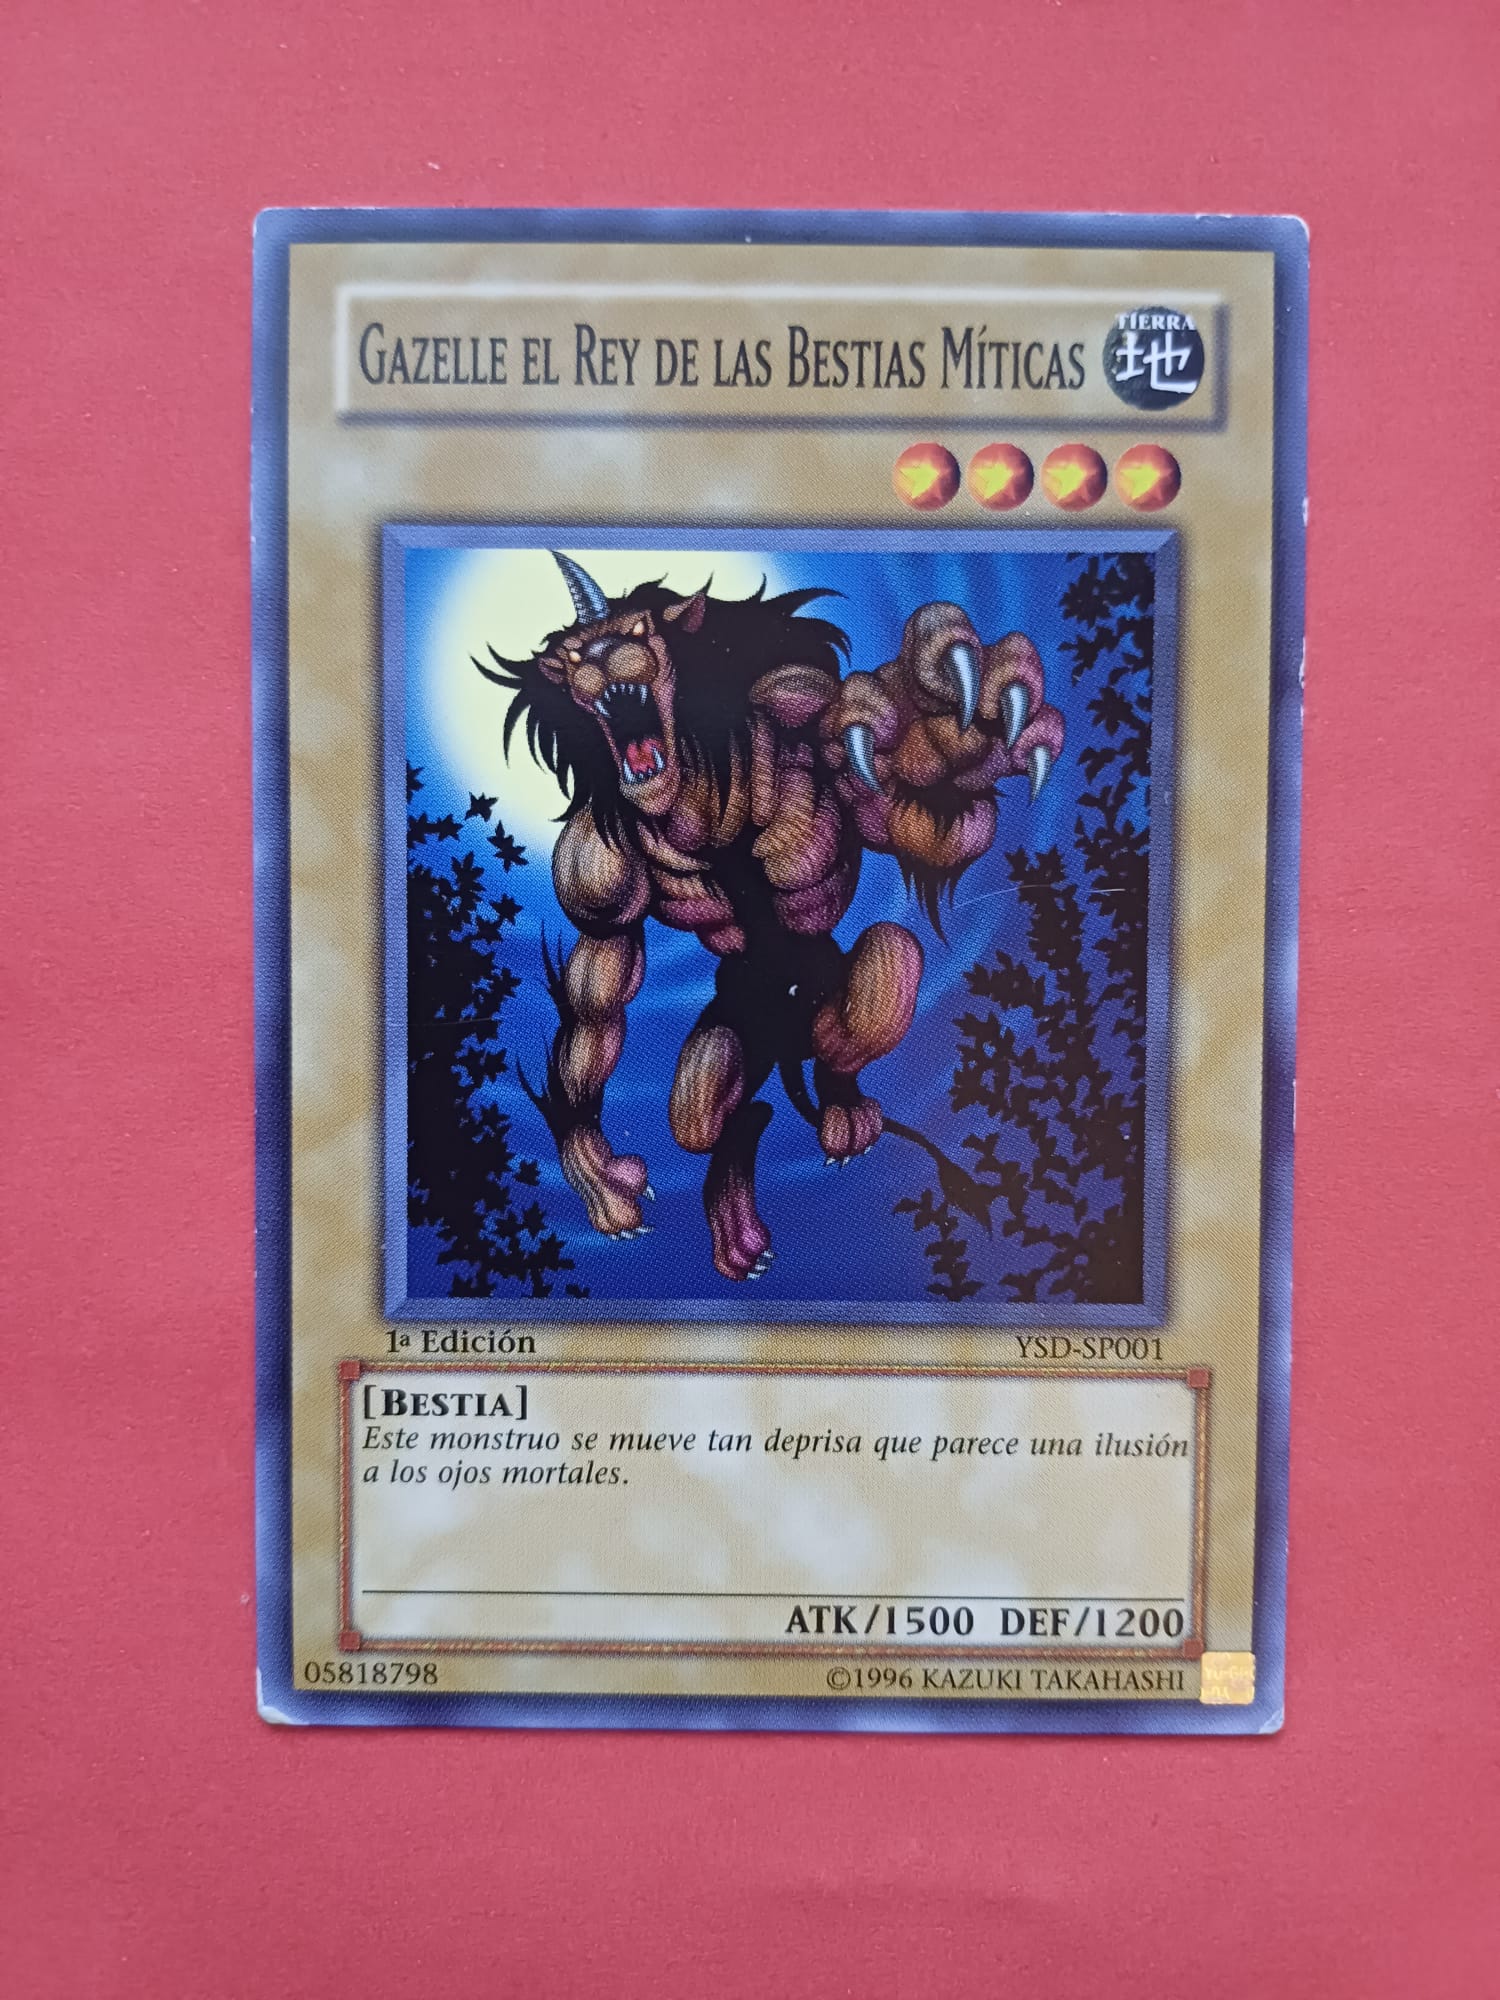 GAZELLE EL REY DE LAS BESTIAS MÍTICAS
TIERRA
地
1ª Edición
YSD-SP001
[BESTIA]
Este monstruo se mueve tan deprisa que parece una ilusión
a los ojos mortales.
ATK/1500 DEF/1200
05818798
©1996 KAZUKI TAKAHASHI